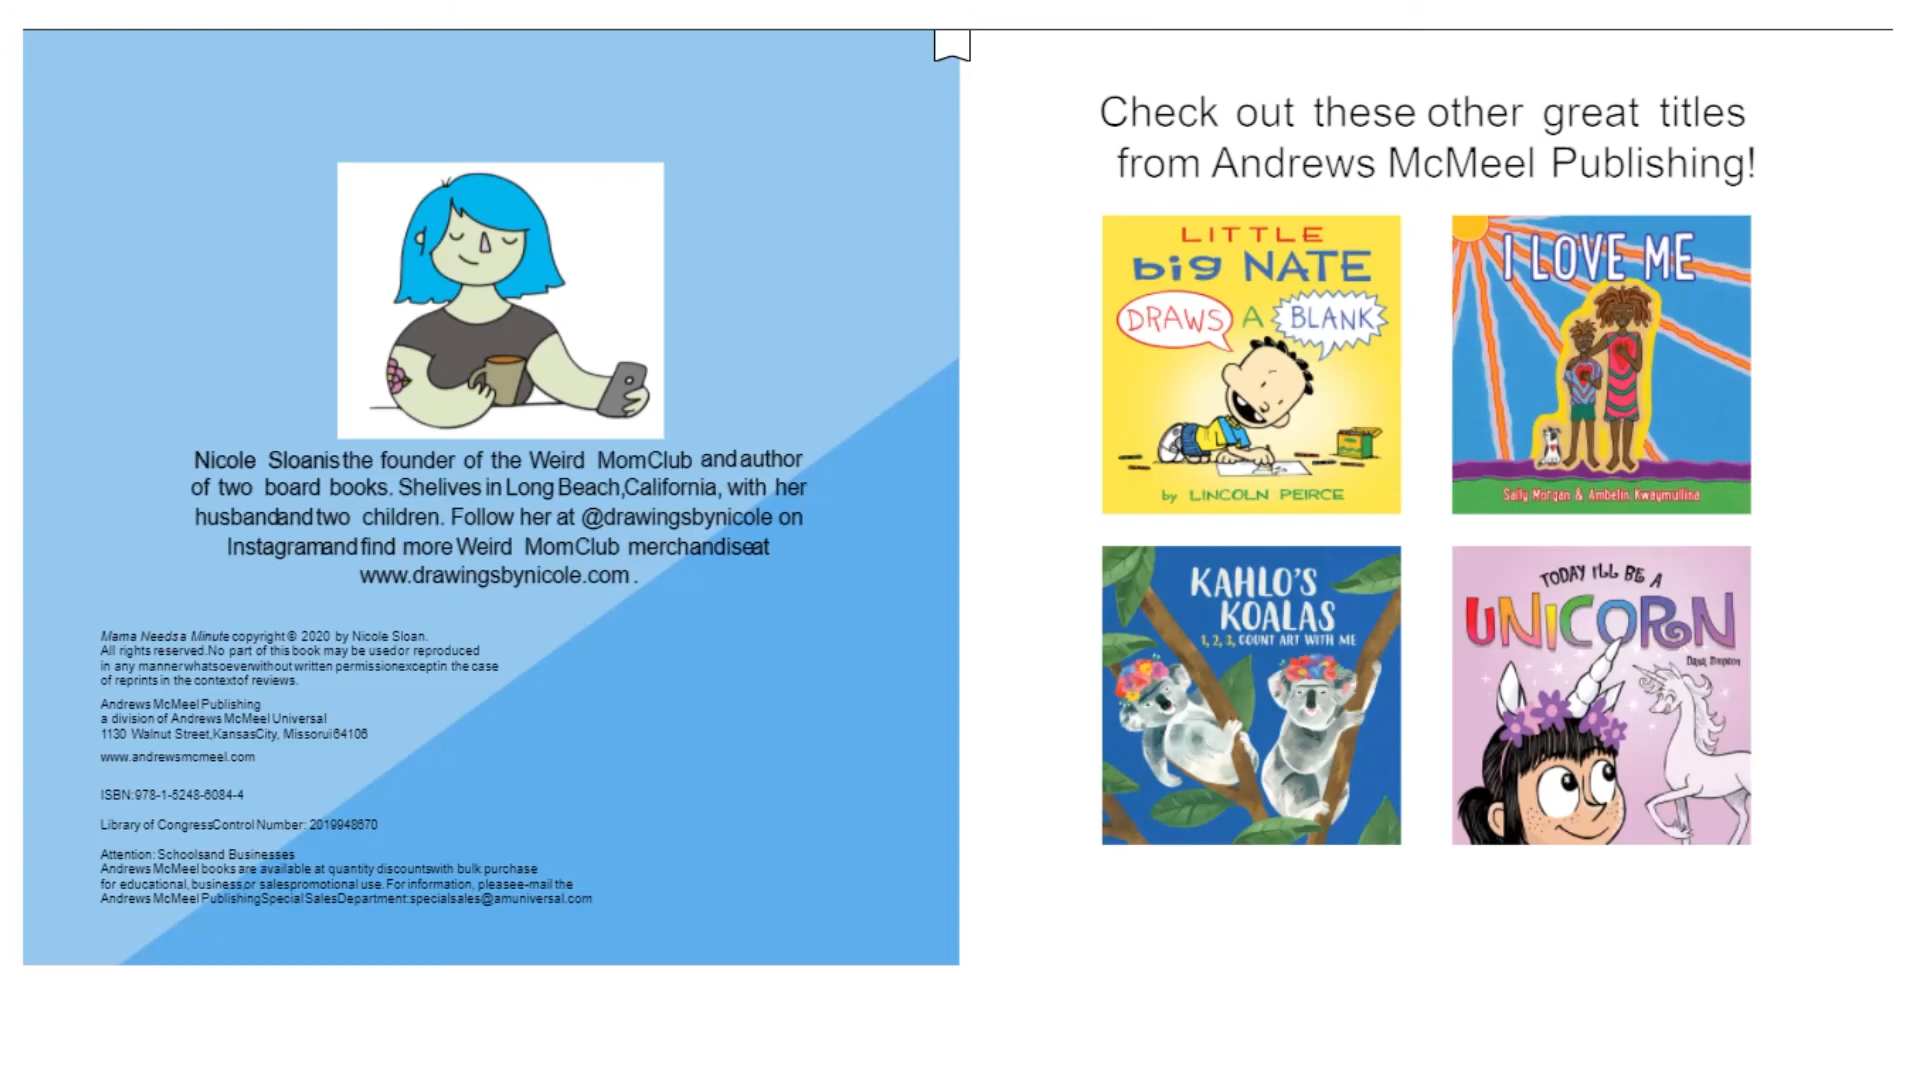 Nicole Sloan is the founder of the Weird Mom Club and author
of two board books. She lives in Long Beach, California, with her
husband and two children. Follow her at @drawingsbynicole on
Instagram and find more Weird Mom Club merchandise at
www.drawingsbynicole.com.
Mama Needs a Minute copyright © 2020 by Nicole Sloan.
All rights reserved. No part of this book may be used or reproduced
in any manner whatsoever without written permission except in the case
of reprints in the context of reviews.
Andrews McMeel Publishing
a division of Andrews McMeel Universal
1130 Walnut Street, Kansas City, Missorui 64106
www.andrewsmcmeel.com
ISBN: 978-1-5248-6084-4
Library of Congress Control Number: 2019948670
Attention: Schools and Businesses
Andrews McMeel books are available at quantity discounts with bulk purchase
for educational, business, or sales promotional use. For information, please e-mail the
Andrews McMeel Publishing Special Sales Department: specialsales@amuniversal.com
Check out these other great titles
from Andrews McMeel Publishing!
LITTLE
big NATE
DRAWS A BLANK
by LINCOLN PEIRCE
I LOVE ME
Sally Morgan & Ambelin Kwaymullina
KAHLO'S
KOALAS
1, 2, 3, COUNT ART WITH ME
TODAY I'LL BE A
UNICORN
Dana Simpson